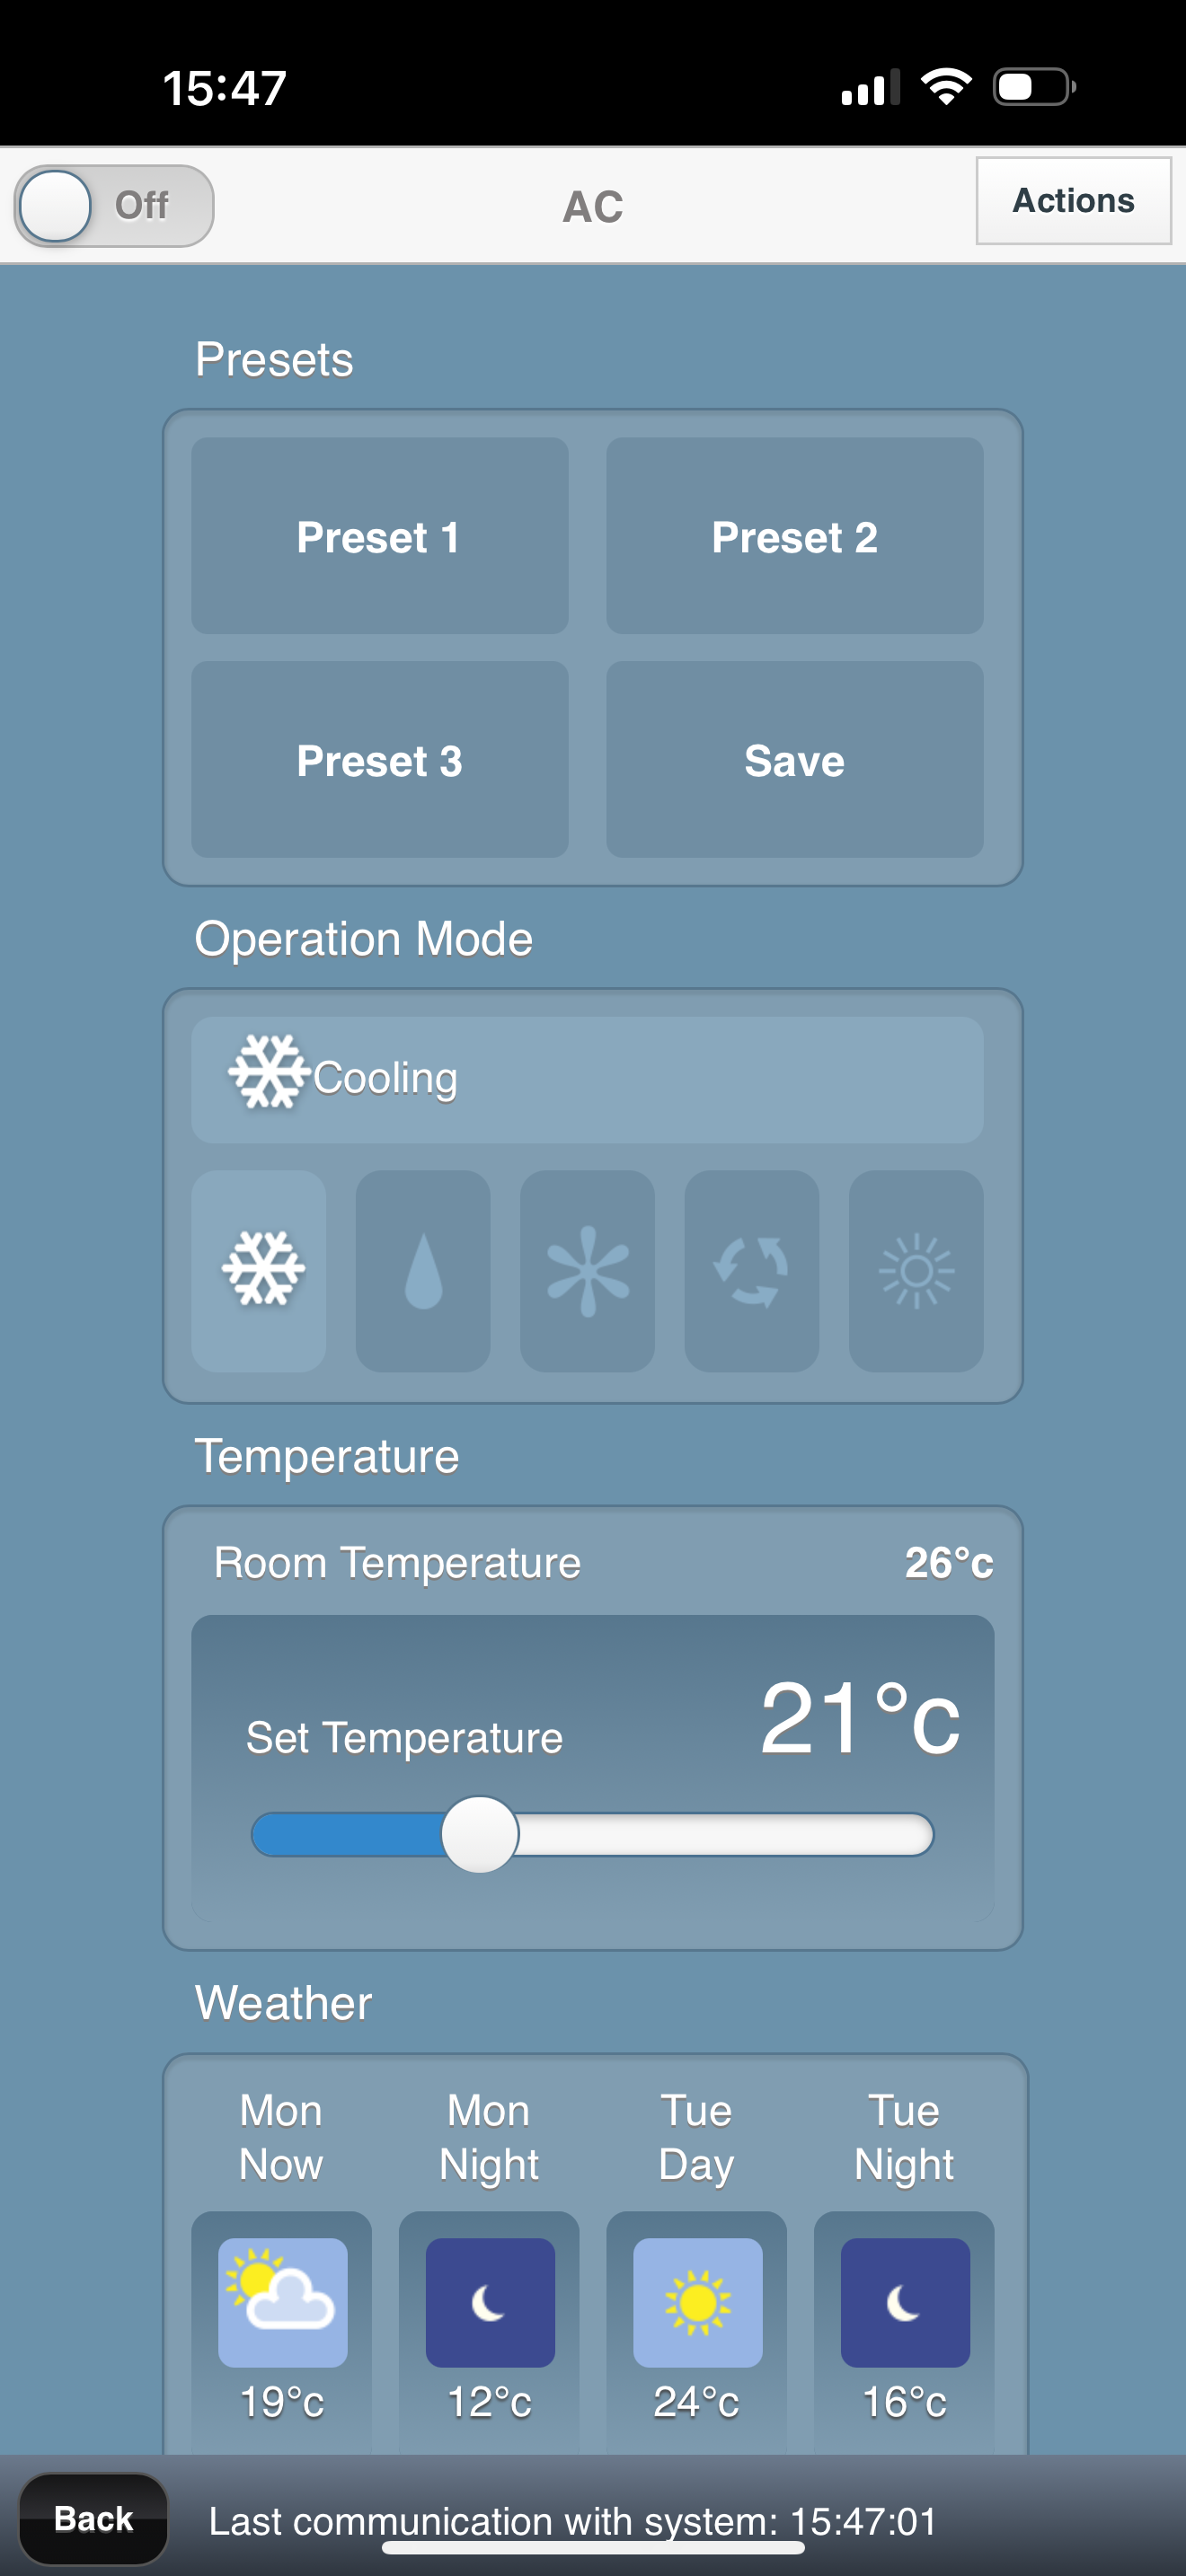 15:47
Off
AC
Actions
Presets
Preset 1
Preset 2
Preset 3
Save
Operation Mode
Cooling
Temperature
Room Temperature 26°c
Set Temperature 21°c
Weather
Mon Now
Mon Night
Tue Day
Tue Night
19°c 12°c 24°c 16°c
Back
Last communication with system: 15:47:01